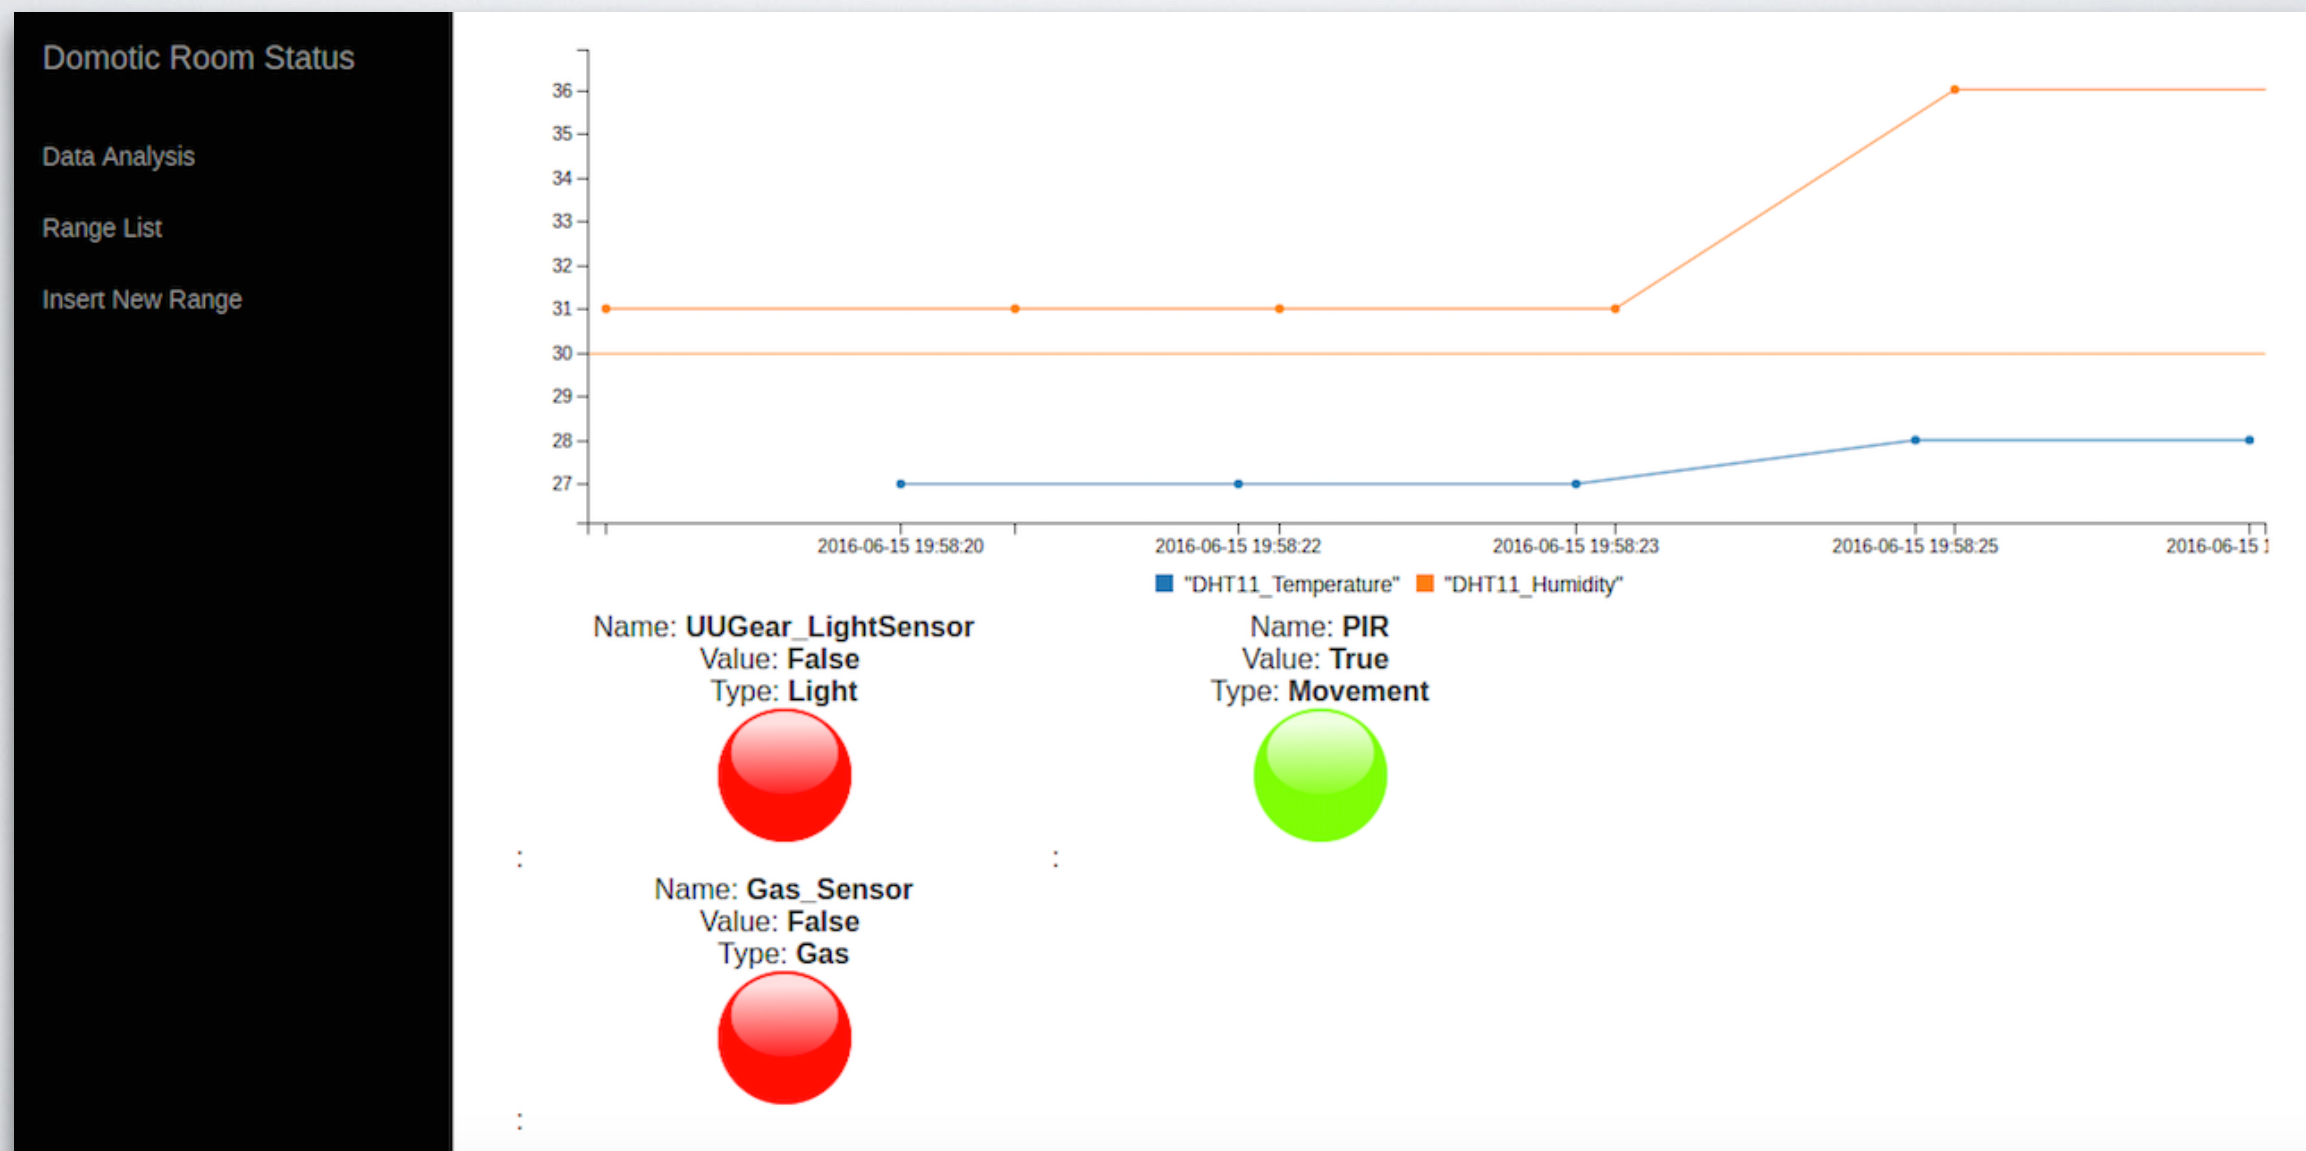 Domotic Room Status
Data Analysis
Range List
Insert New Range
36
35
34
33
32
31
30
29
28
27
2016-06-15 19:58:20
2016-06-15 19:58:22
2016-06-15 19:58:23
2016-06-15 19:58:25
2016-06-15
"DHT11_Temperature" "DHT11_Humidity"
Name: UUGear_LightSensor
Value: False
Type: Light
:
Name: PIR
Value: True
Type: Movement
:
Name: Gas_Sensor
Value: False
Type: Gas
: